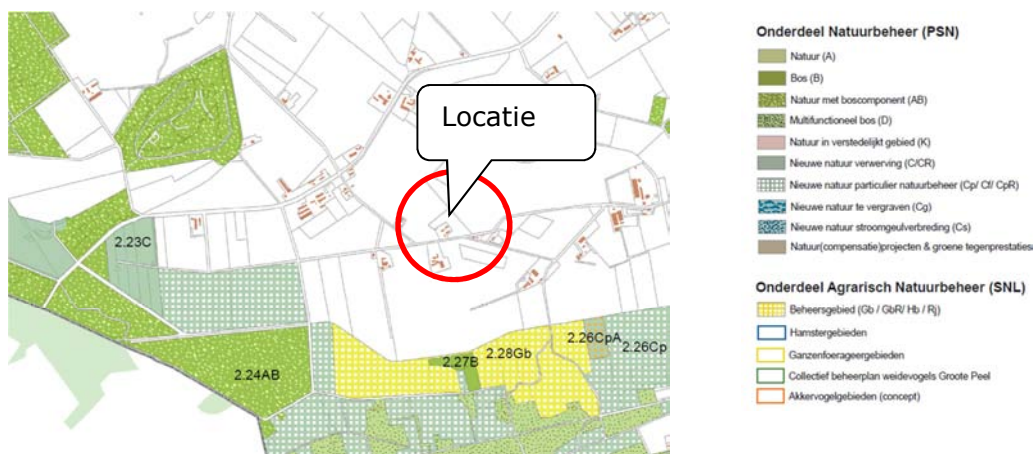 Locatie
2.23C
2.24AB
2.27B
2.28Gb
2.26CpA
2.26Cp
Onderdeel Natuurbeheer (PSN)
Natuur (A)
Bos (B)
Natuur met boscomponent (AB)
Multifunctioneel bos (D)
Natuur in verstedelijkt gebied (K)
Nieuwe natuur verwerving (C/CR)
Nieuwe natuur particulier natuurbeheer (Cp/ Cf/ CpR)
Nieuwe natuur te vergraven (Cg)
Nieuwe natuur stroomgeulverbreding (Cs)
Natuur(compensatie)projecten & groene tegenprestaties
Onderdeel Agrarisch Natuurbeheer (SNL)
Beheersgebied (Gb / GbR/ Hb / Rj)
Hamstergebieden
Ganzenfoerageergebieden
Collectief beheerplan weidevogels Groote Peel
Akkervogelgebieden (concept)